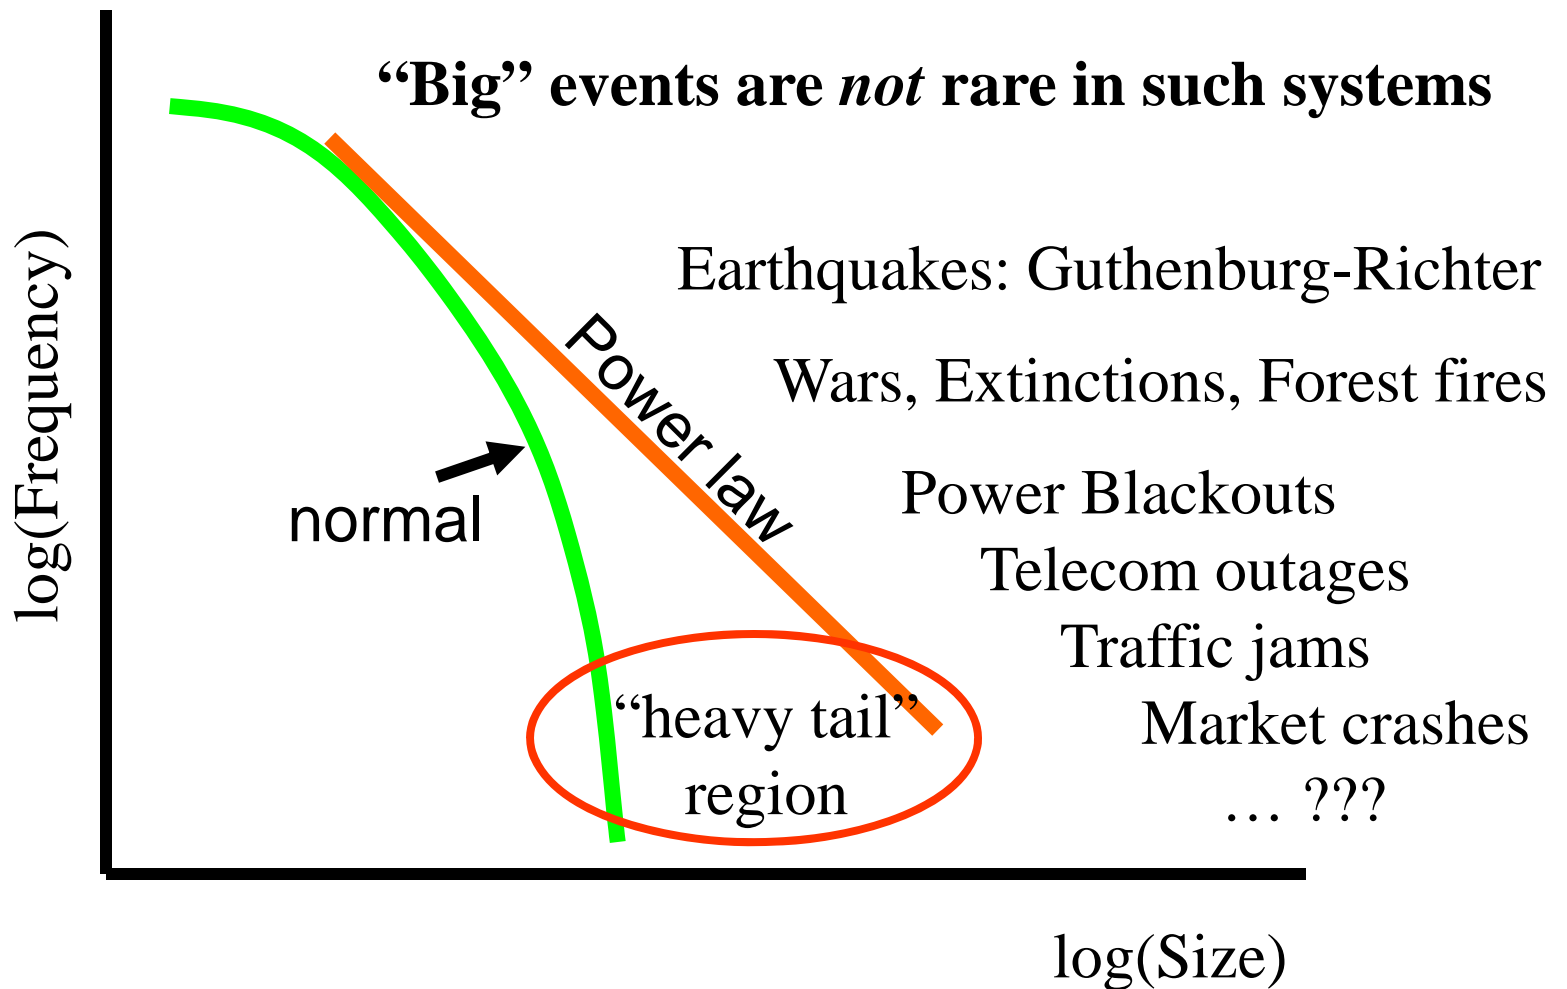 “Big” events are not rare in such systems
log(Frequency)
Earthquakes: Guthenburg-Richter
Wars, Extinctions, Forest fires
Power law
normal
Power Blackouts
Telecom outages
Traffic jams
“heavy tail”
region
Market crashes
… ???
log(Size)